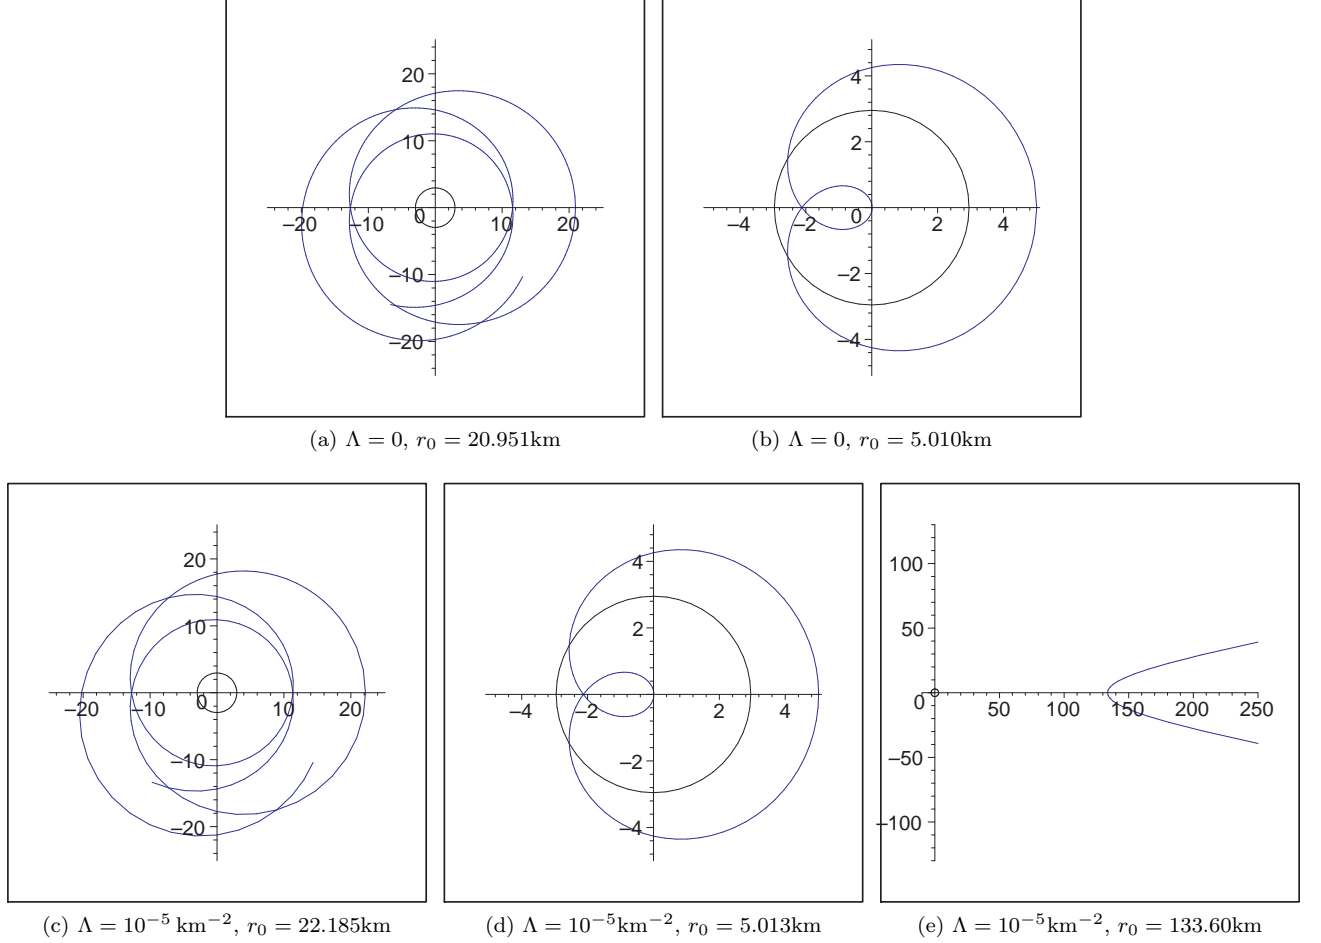 20
10
–20 –10 0 10 20
–10
–20
(a) Λ = 0, r₀ = 20.951km
4
2
–4 –2 0 2 4
–2
–4
(b) Λ = 0, r₀ = 5.010km
20
10
–20 –10 0 10 20
–10
–20
(c) Λ = 10⁻⁵ km⁻², r₀ = 22.185km
4
2
–4 –2 0 2 4
–2
–4
(d) Λ = 10⁻⁵km⁻², r₀ = 5.013km
100
50
0 50 100 150 200 250
–50
–100
(e) Λ = 10⁻⁵km⁻², r₀ = 133.60km